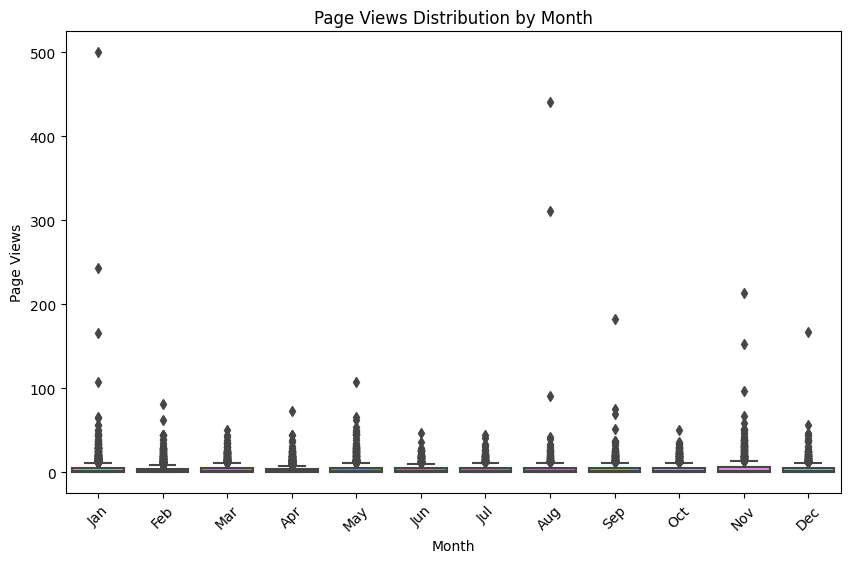 Page Views Distribution by Month
Page Views
500
400
300
200
100
0
Jan Feb Mar Apr May Jun Jul Aug Sep Oct Nov Dec
Month